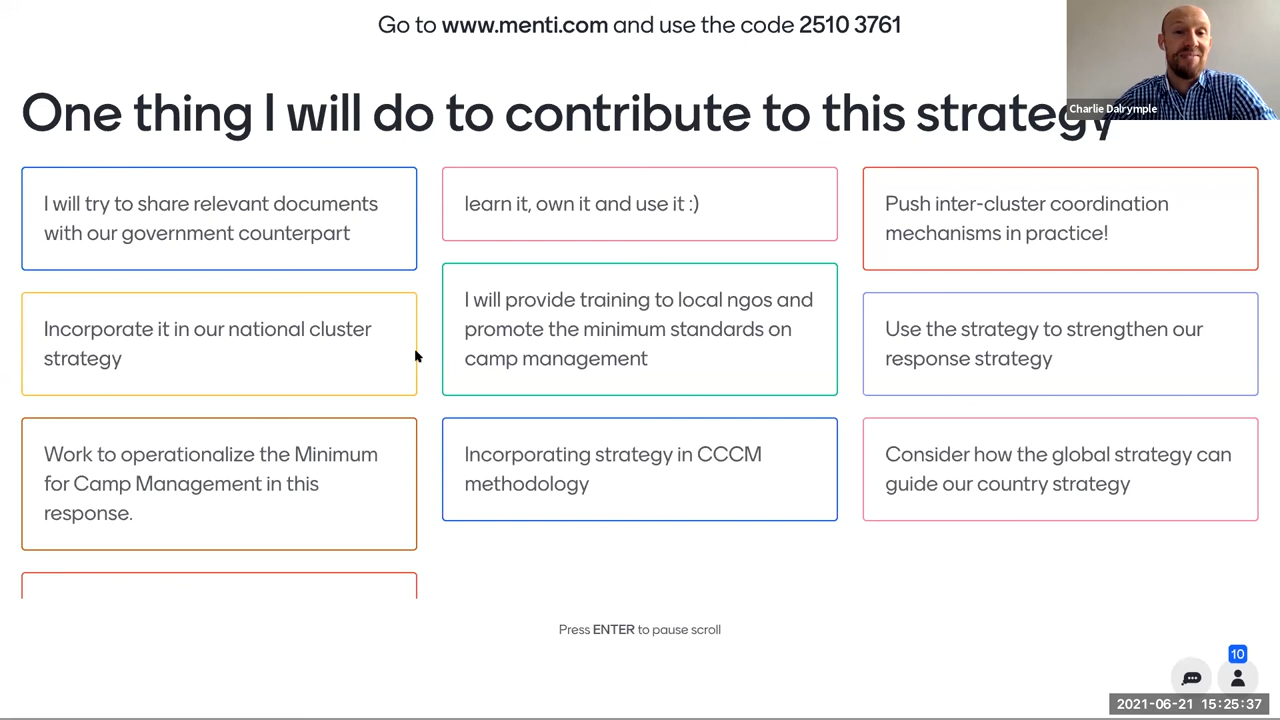 Go to www.menti.com and use the code 2510 3761
Charlie Dalrymple
One thing I will do to contribute to this strategy
I will try to share relevant documents
with our government counterpart
learn it, own it and use it :)
Push inter-cluster coordination
mechanisms in practice!
Incorporate it in our national cluster
strategy
I will provide training to local ngos and
promote the minimum standards on
camp management
Use the strategy to strengthen our
response strategy
Work to operationalize the Minimum
for Camp Management in this
response.
Incorporating strategy in CCCM
methodology
Consider how the global strategy can
guide our country strategy
Press ENTER to pause scroll
10
2021-06-21 15:25:37